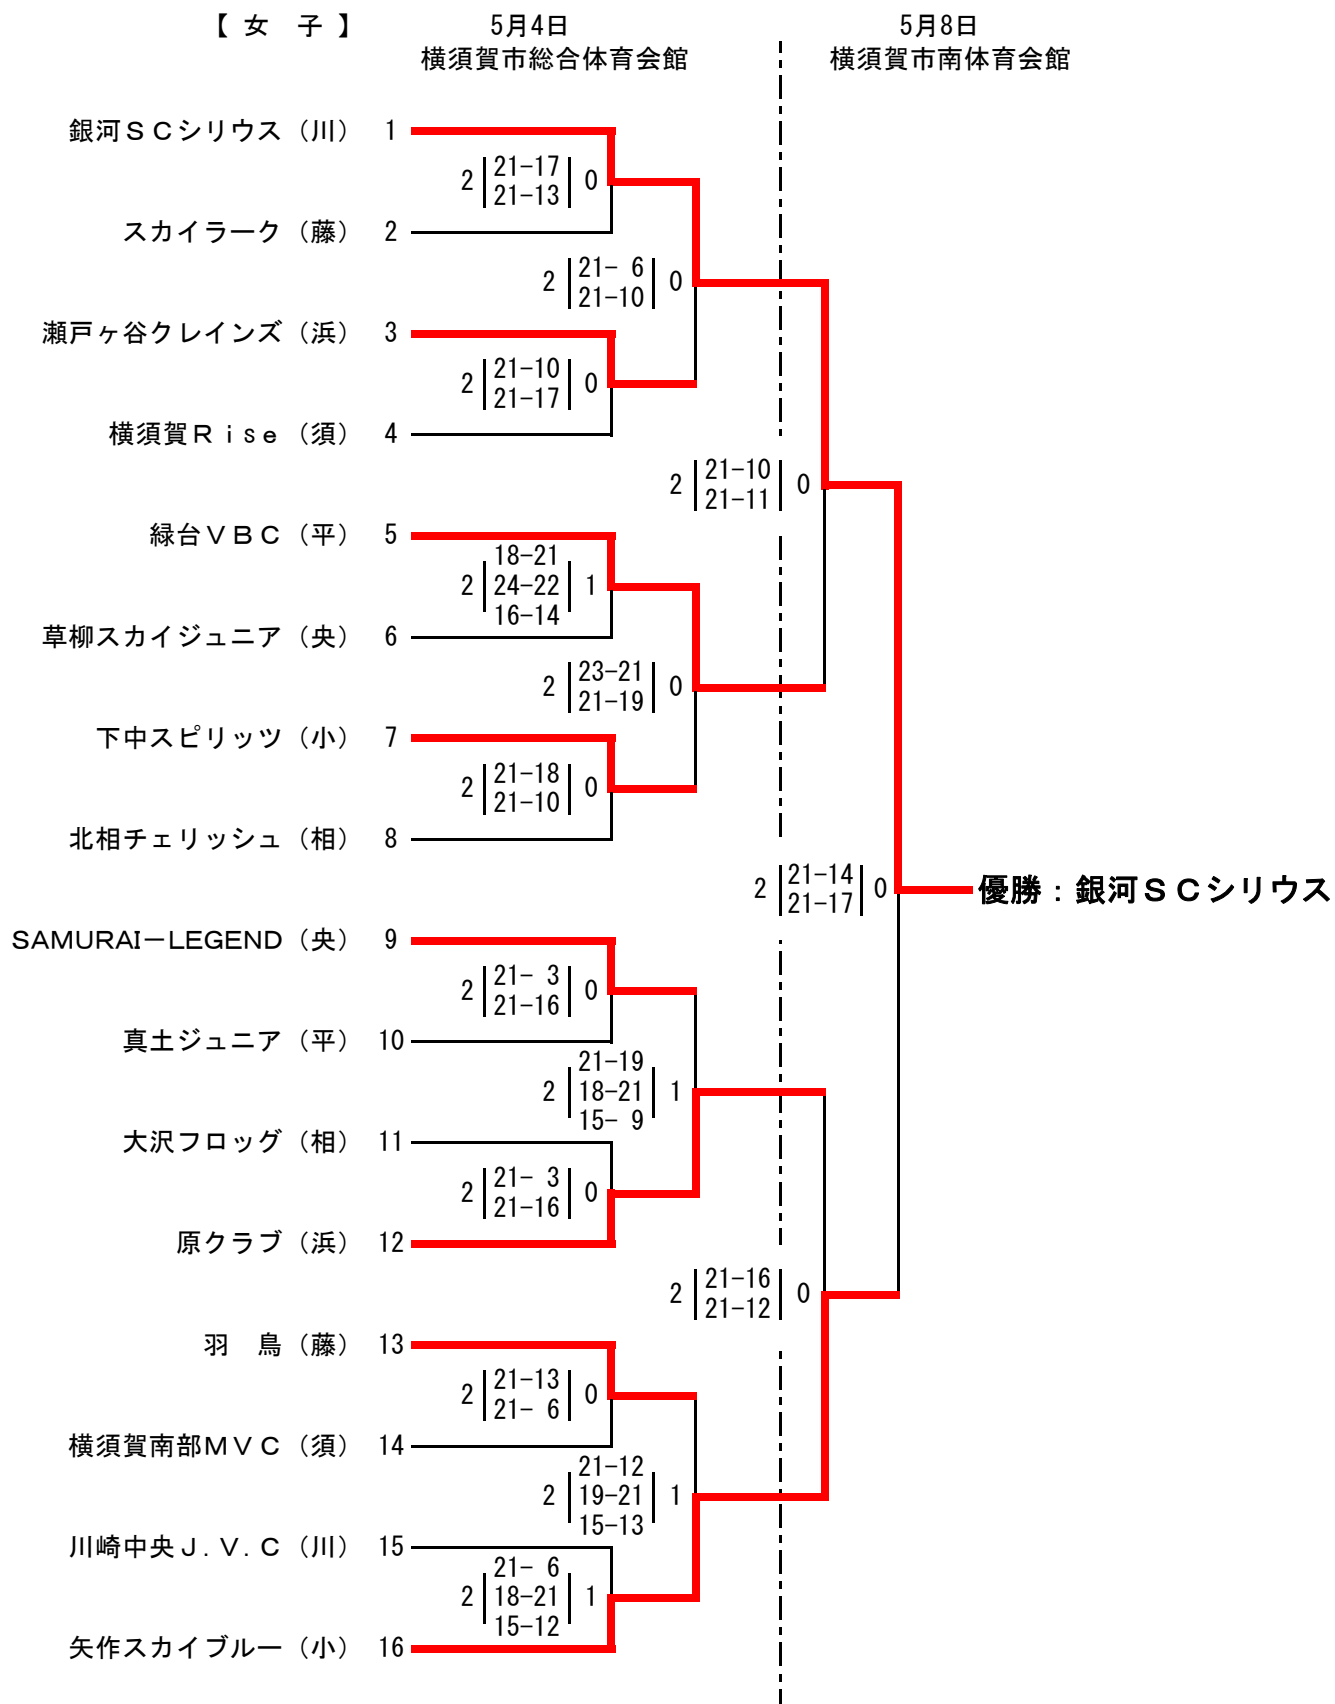 【 女　子 】
5月4日
横須賀市総合体育会館
5月8日
横須賀市南体育会館
銀河ＳＣシリウス（川） 1
2 21-17 0
21-13
スカイラーク（藤） 2
2 21- 6 0
21-10
瀬戸ヶ谷クレインズ（浜） 3
2 21-10 0
21-17
横須賀Ｒｉｓｅ（須） 4
2 21-10 0
21-11
緑台ＶＢＣ（平） 5
18-21
2 24-22 1
16-14
草柳スカイジュニア（央） 6
2 23-21 0
21-19
下中スピリッツ（小） 7
2 21-18 0
21-10
北相チェリッシュ（相） 8
2 21-14 0
21-17
優勝：銀河ＳＣシリウス
SAMURAI－LEGEND（央） 9
2 21- 3 0
21-16
真土ジュニア（平） 10
21-19
2 18-21 1
15- 9
大沢フロッグ（相） 11
2 21- 3 0
21-16
原クラブ（浜） 12
2 21-16 0
21-12
羽　鳥（藤） 13
2 21-13 0
21- 6
横須賀南部ＭＶＣ（須） 14
21-12
2 19-21 1
15-13
川崎中央Ｊ.Ｖ.Ｃ（川） 15
21- 6
2 18-21 1
15-12
矢作スカイブルー（小） 16